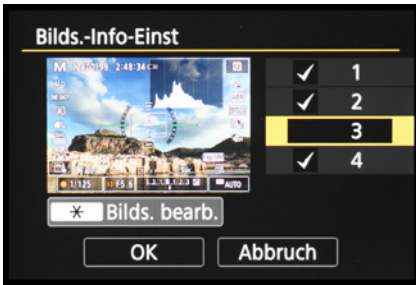 Bilds.-Info-Einst
M 2:48:34
1/125 F5.6 AUTO
1
2
3
4
Bilds. bearb.
OK Abbruch